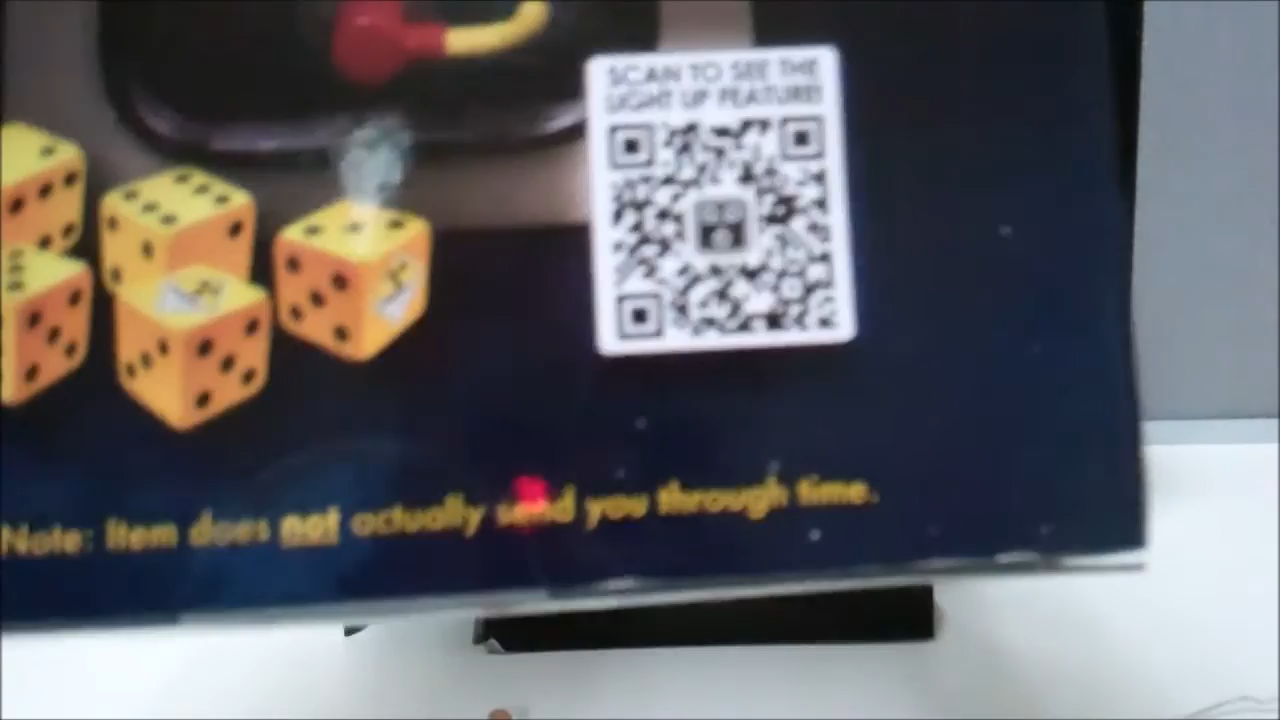 SCAN TO SEE THE
LIGHT UP FEATURE!
Note: Item does not actually send you through time.